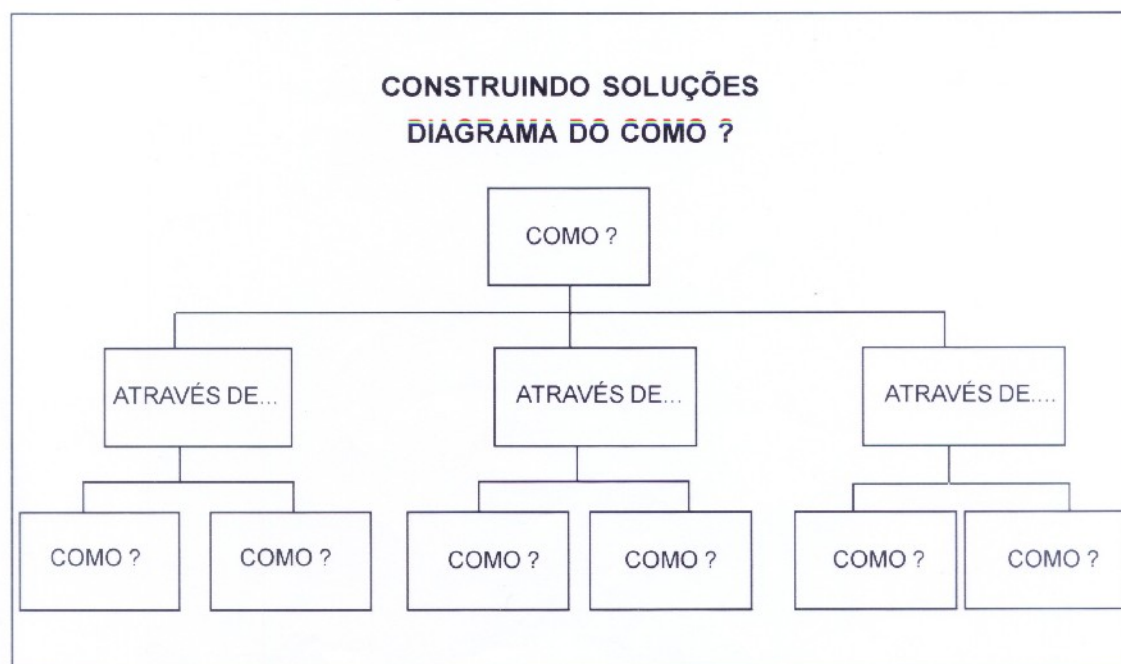 CONSTRUINDO SOLUÇÕES
DIAGRAMA DO COMO ?
COMO ?
ATRAVÉS DE...
ATRAVÉS DE...
ATRAVÉS DE....
COMO ?
COMO ?
COMO ?
COMO ?
COMO ?
COMO ?